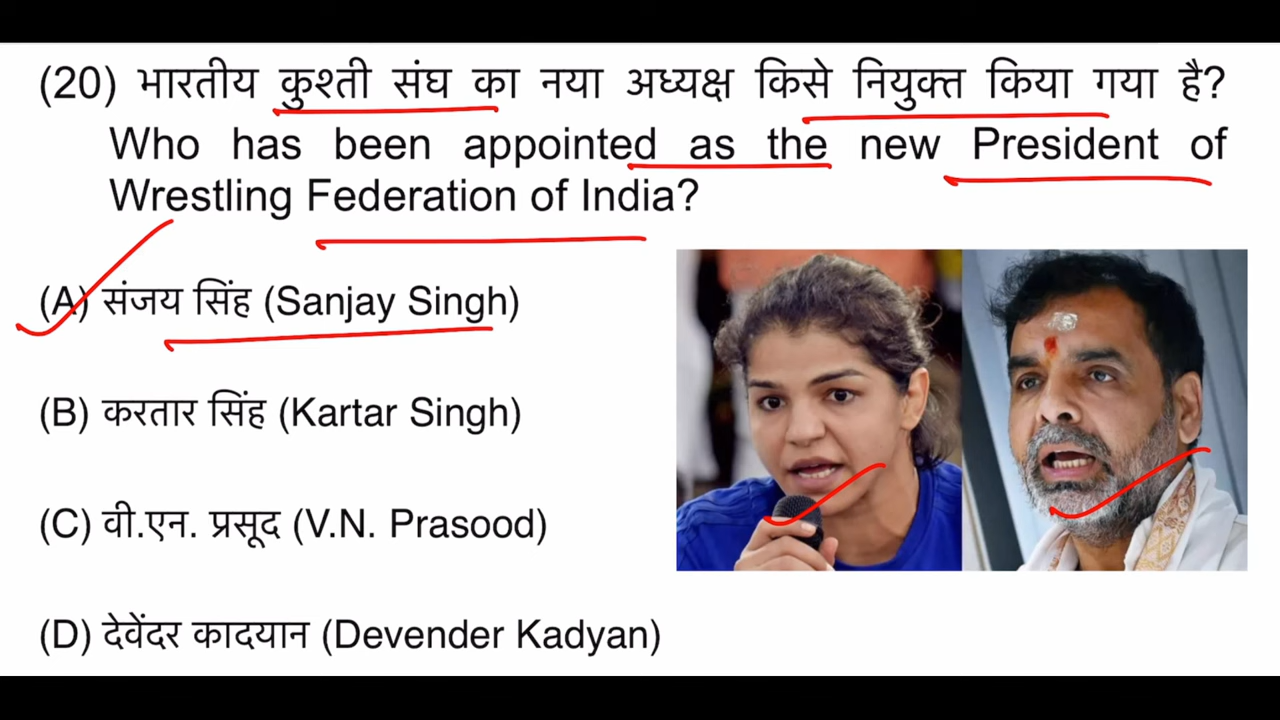 (20) भारतीय कुश्ती संघ का नया अध्यक्ष किसे नियुक्त किया गया है?
Who has been appointed as the new President of
Wrestling Federation of India?
(A) संजय सिंह (Sanjay Singh)
(B) करतार सिंह (Kartar Singh)
(C) वी.एन. प्रसूद (V.N. Prasood)
(D) देवेंदर कादयान (Devender Kadyan)